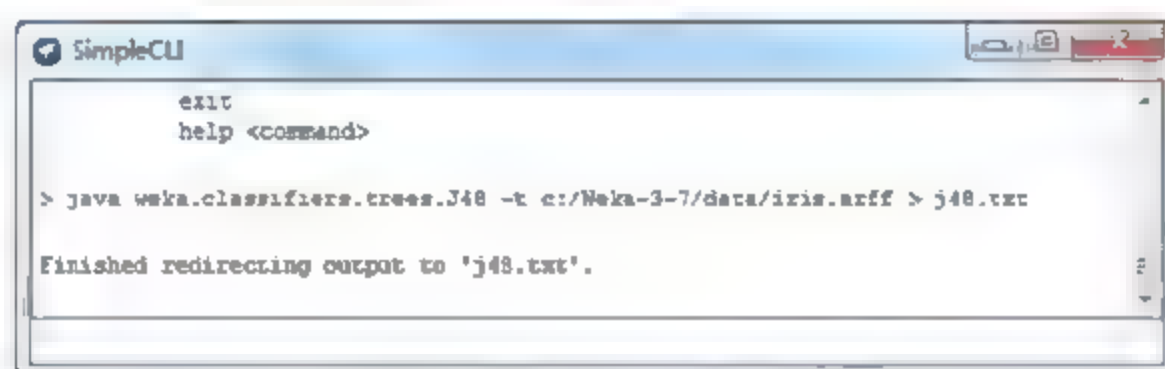 SimpleCLI
exit
help <command>
> java weka.classifiers.trees.J48 -t c:/Weka-3-7/data/iris.arff > j48.txt
Finished redirecting output to 'j48.txt'.